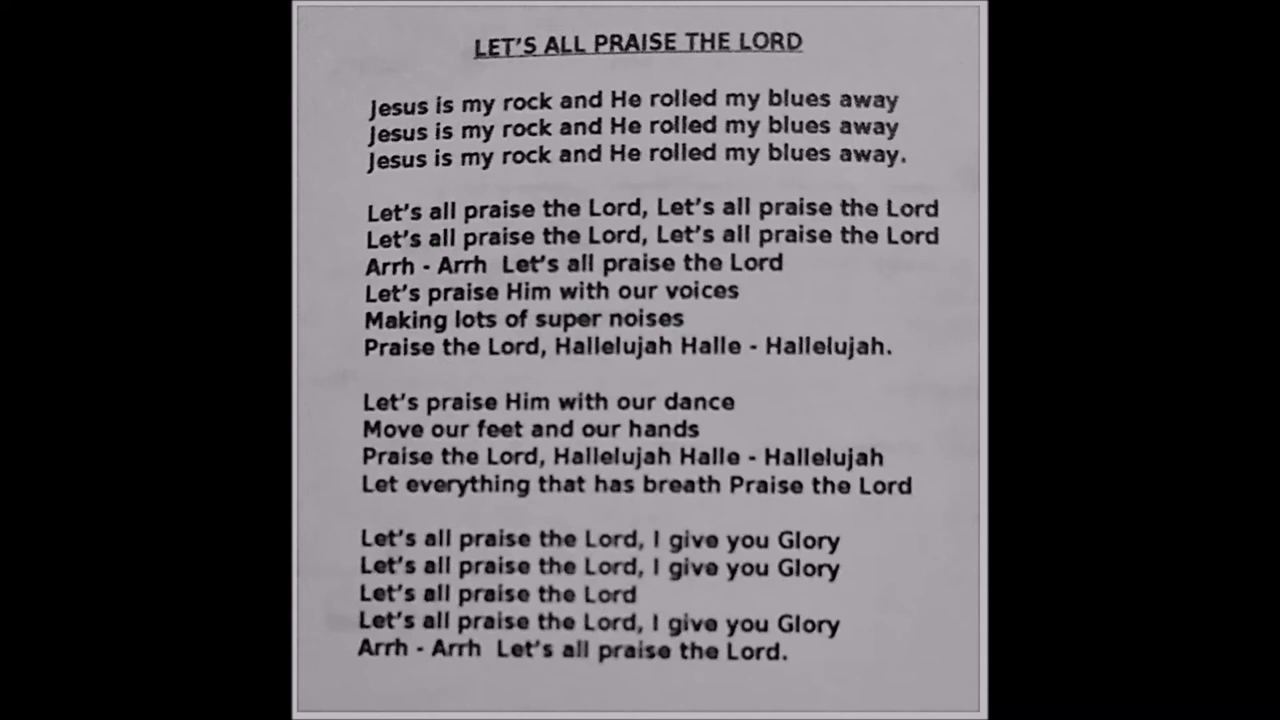 LET'S ALL PRAISE THE LORD
Jesus is my rock and He rolled my blues away
Jesus is my rock and He rolled my blues away
Jesus is my rock and He rolled my blues away.
Let's all praise the Lord, Let's all praise the Lord
Let's all praise the Lord, Let's all praise the Lord
Arrh - Arrh Let's all praise the Lord
Let's praise Him with our voices
Making lots of super noises
Praise the Lord, Hallelujah Halle - Hallelujah.
Let's praise Him with our dance
Move our feet and our hands
Praise the Lord, Hallelujah Halle - Hallelujah
Let everything that has breath Praise the Lord
Let's all praise the Lord, I give you Glory
Let's all praise the Lord, I give you Glory
Let's all praise the Lord
Let's all praise the Lord, I give you Glory
Arrh - Arrh Let's all praise the Lord.